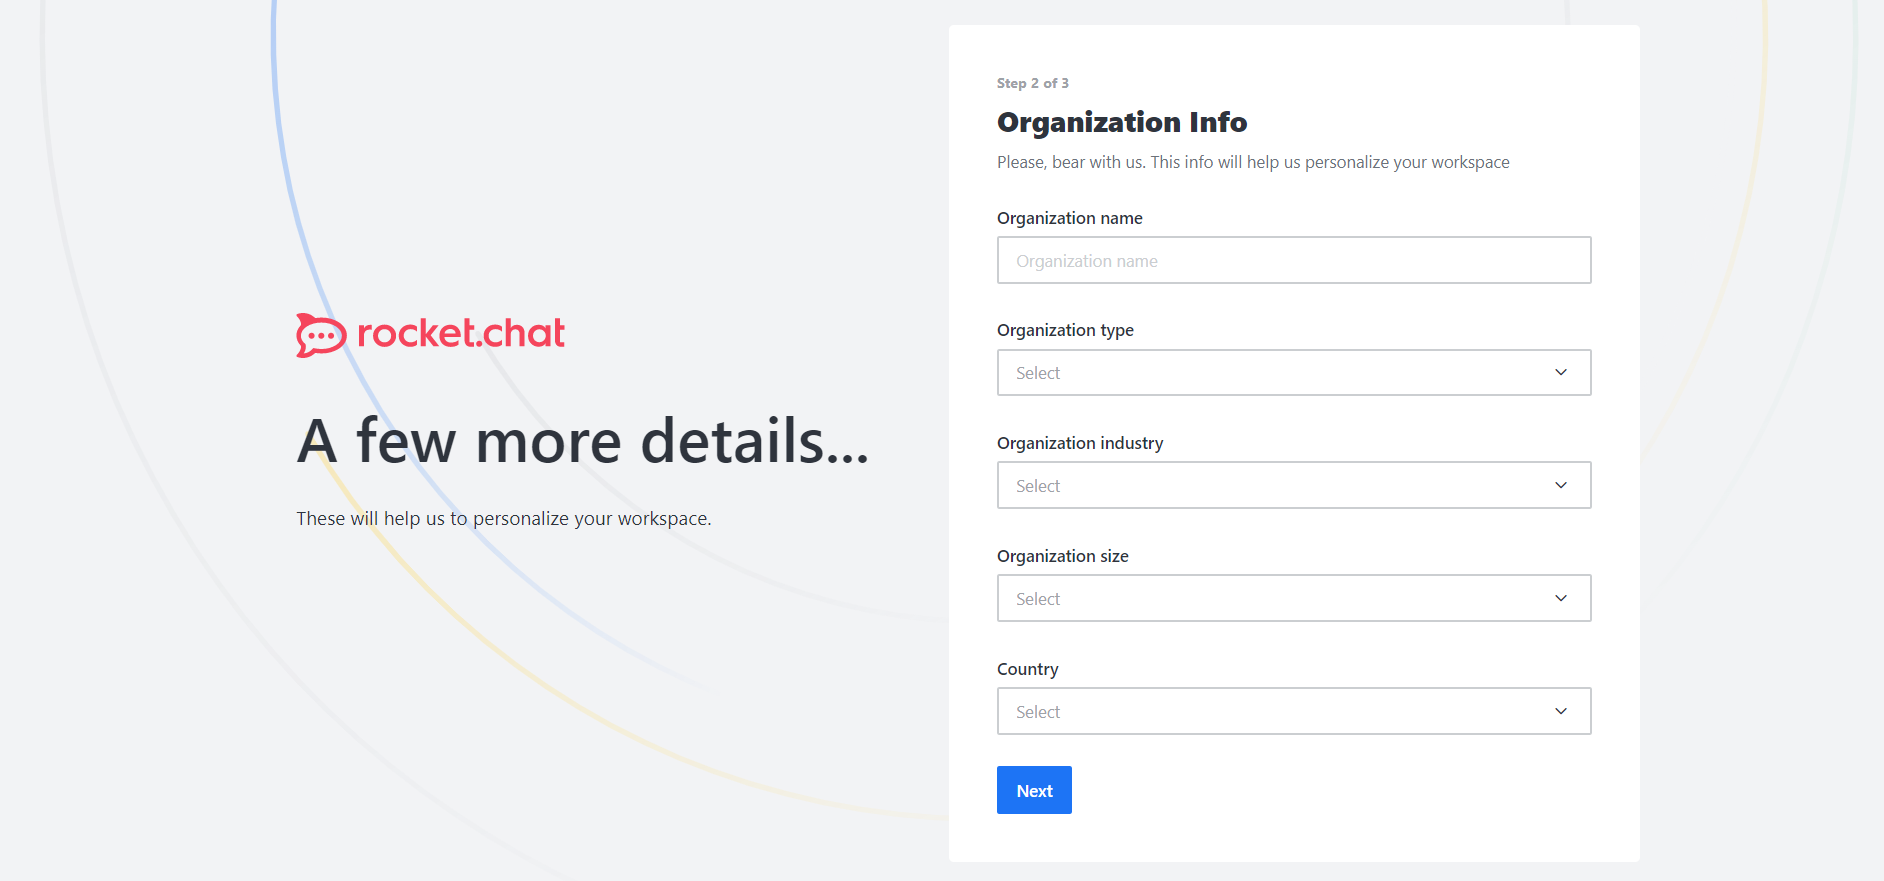 rocket.chat
A few more details...
These will help us to personalize your workspace.
Step 2 of 3
Organization Info
Please, bear with us. This info will help us personalize your workspace
Organization name
Organization name
Organization type
Select
Organization industry
Select
Organization size
Select
Country
Select
Next